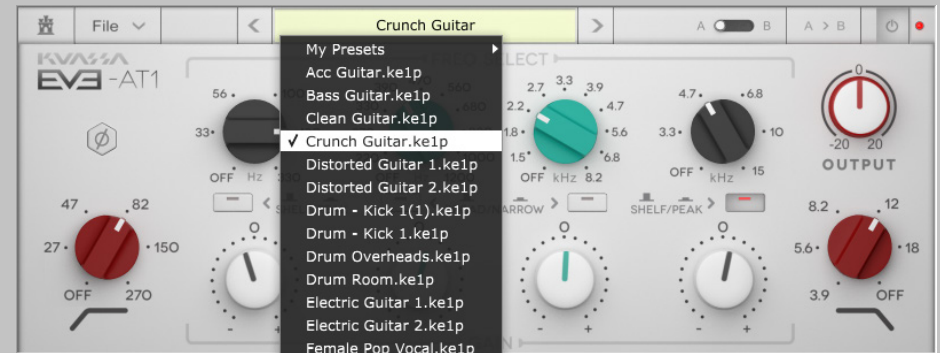 File
Crunch Guitar
A B
A > B
KVASSA
EVE -AT1
My Presets
Acc Guitar.ke1p
Bass Guitar.ke1p
Clean Guitar.ke1p
✓ Crunch Guitar.ke1p
Distorted Guitar 1.ke1p
Distorted Guitar 2.ke1p
Drum - Kick 1(1).ke1p
Drum - Kick 1.ke1p
Drum Overheads.ke1p
Drum Room.ke1p
Electric Guitar 1.ke1p
Electric Guitar 2.ke1p
Female Pop Vocal.ke1p
SELECT
56
33
OFF Hz
2.7 3.3 3.9
2.2 4.7
1.8 5.6
1.5 6.8
OFF kHz 8.2
4.7 6.8
3.3 10
OFF kHz 15
0
-20 20
OUTPUT
SHELF/PEAK
47 82
27 150
OFF 270
0
- +
0
- +
0
- +
8.2 12
5.6 18
3.9 OFF